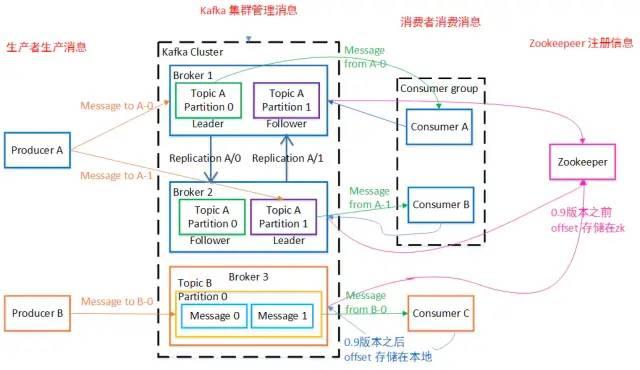 Kafka 集群管理消息
生产者生产消息
消费者消费消息
Zookeepeer 注册信息
Kafka Cluster
Message
from A-0
Broker 1
Consumer group
Topic A
Partition 0
Topic A
Partition 1
Message to A-0
Leader
Follower
Consumer A
Producer A
Replication A/0
Replication A/1
Zookeeper
Message to A-1
Broker 2
Message
from A-1
Topic A
Partition 0
Topic A
Partition 1
Consumer B
Follower
Leader
0.9版本之前
offset 存储在zk
Broker 3
Topic B
Partition 0
Producer B
Message to B-0
Message 0
Message 1
Message
from B-0
Consumer C
0.9版本之后
offset 存储在本地